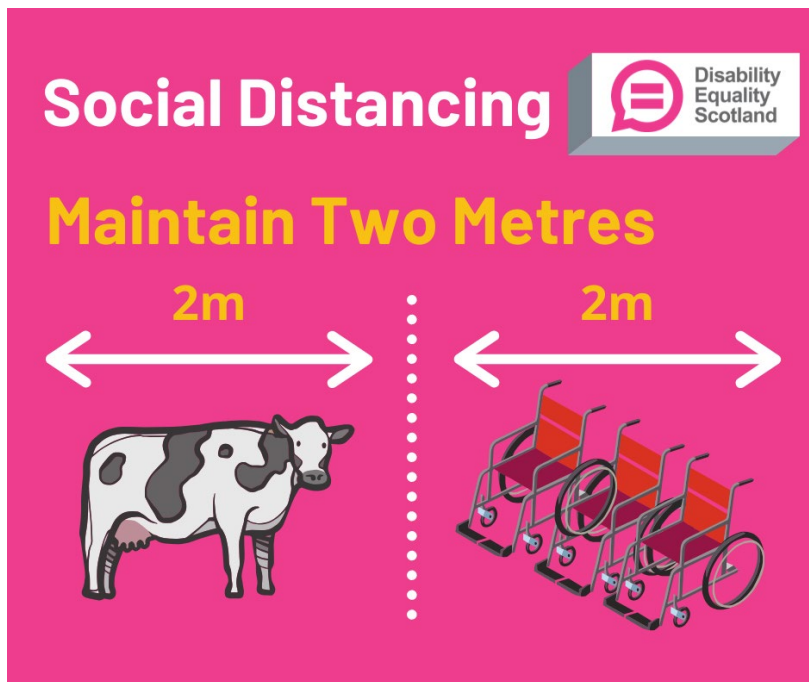 Social Distancing
Disability
Equality
Scotland
Maintain Two Metres
2m
2m